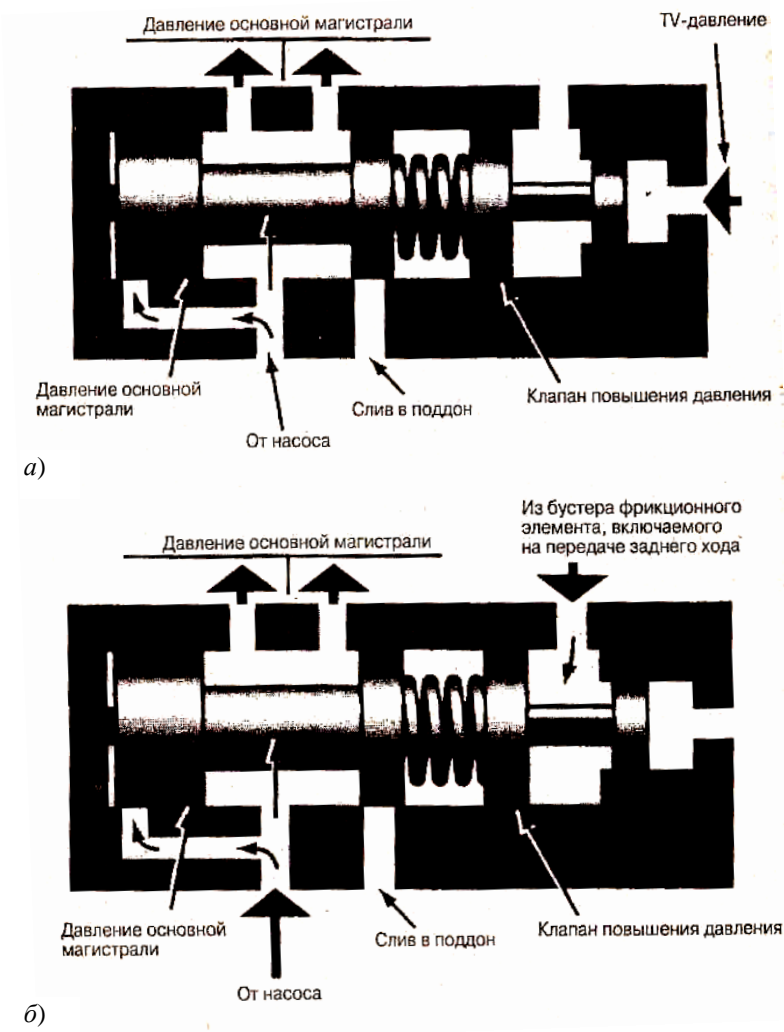 Давление основной магистрали
TV-давление
Давление основной
магистрали
От насоса
Слив в поддон
Клапан повышения давления
а)
Из бустера фрикционного
элемента, включаемого
на передаче заднего хода
Давление основной магистрали
Давление основной
магистрали
От насоса
Слив в поддон
Клапан повышения давления
б)